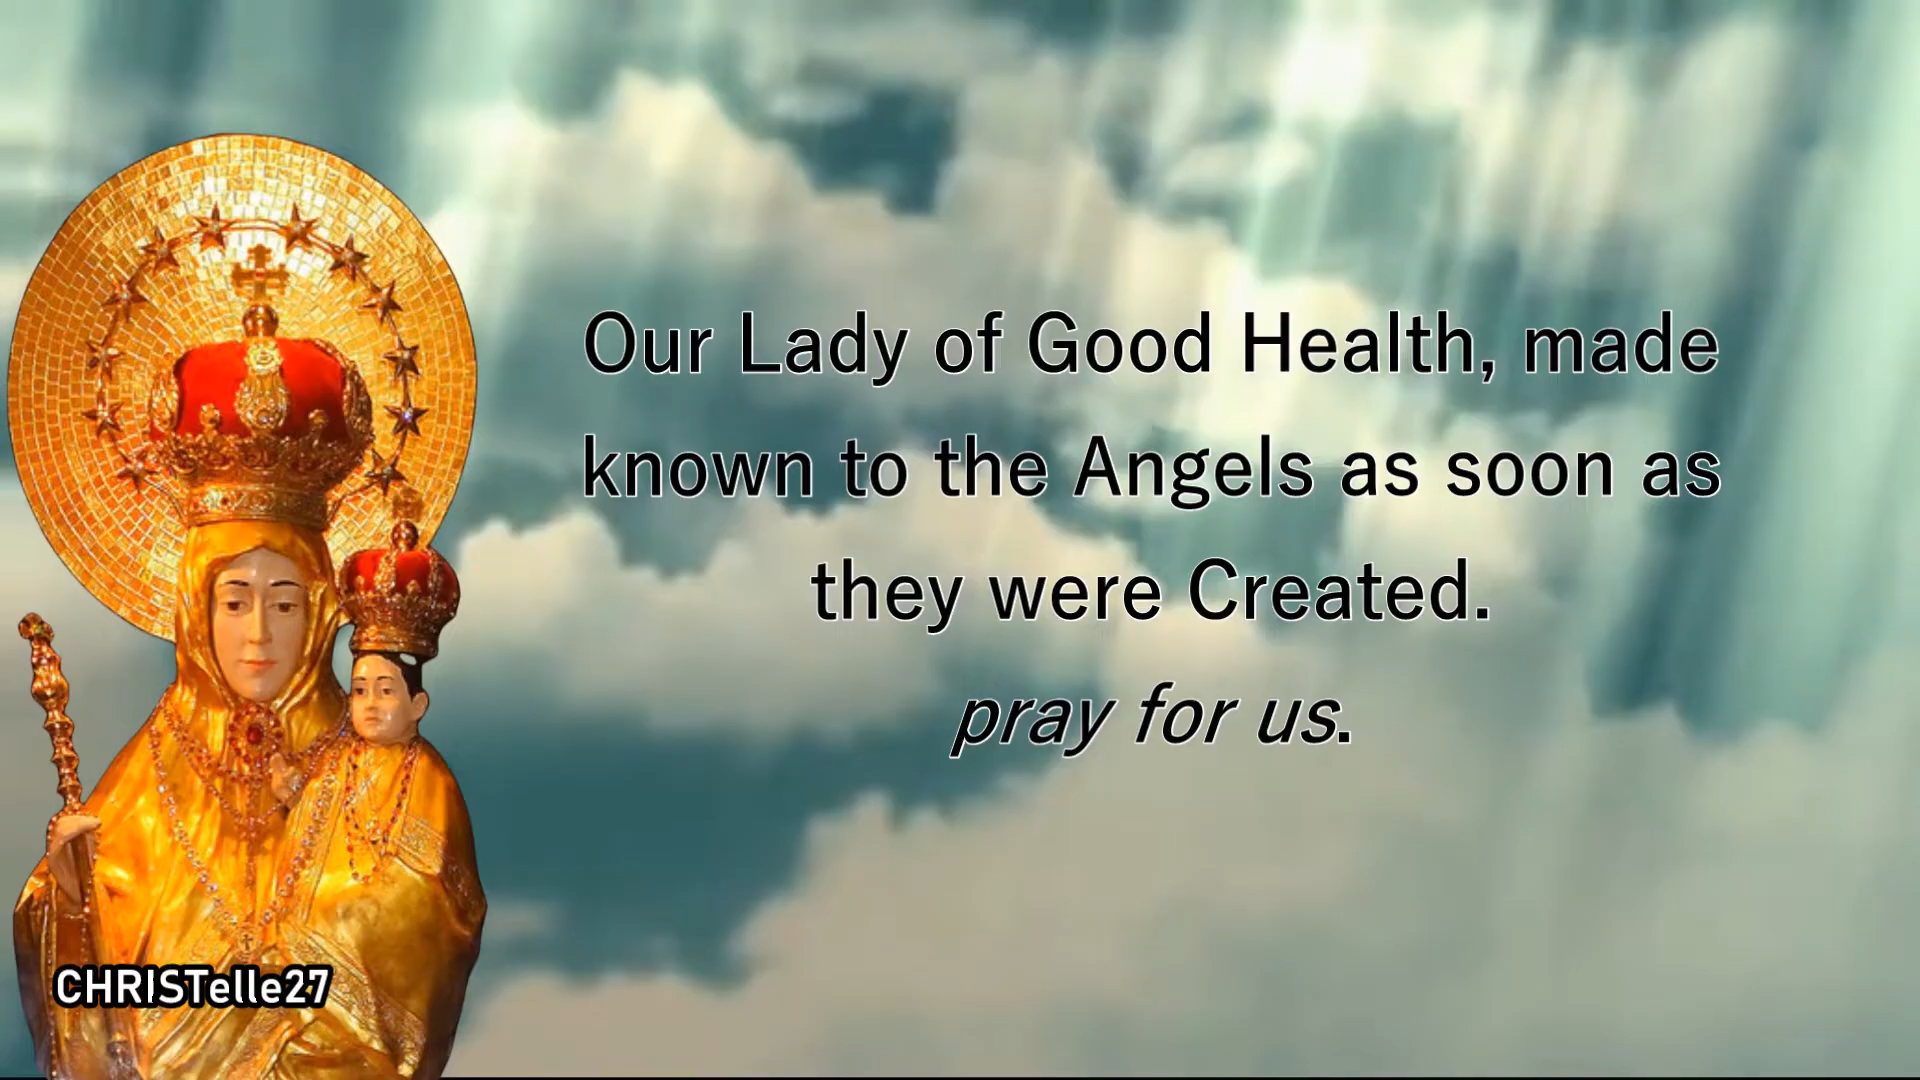 Our Lady of Good Health, made
known to the Angels as soon as
they were Created.
pray for us.
CHRISTelle27